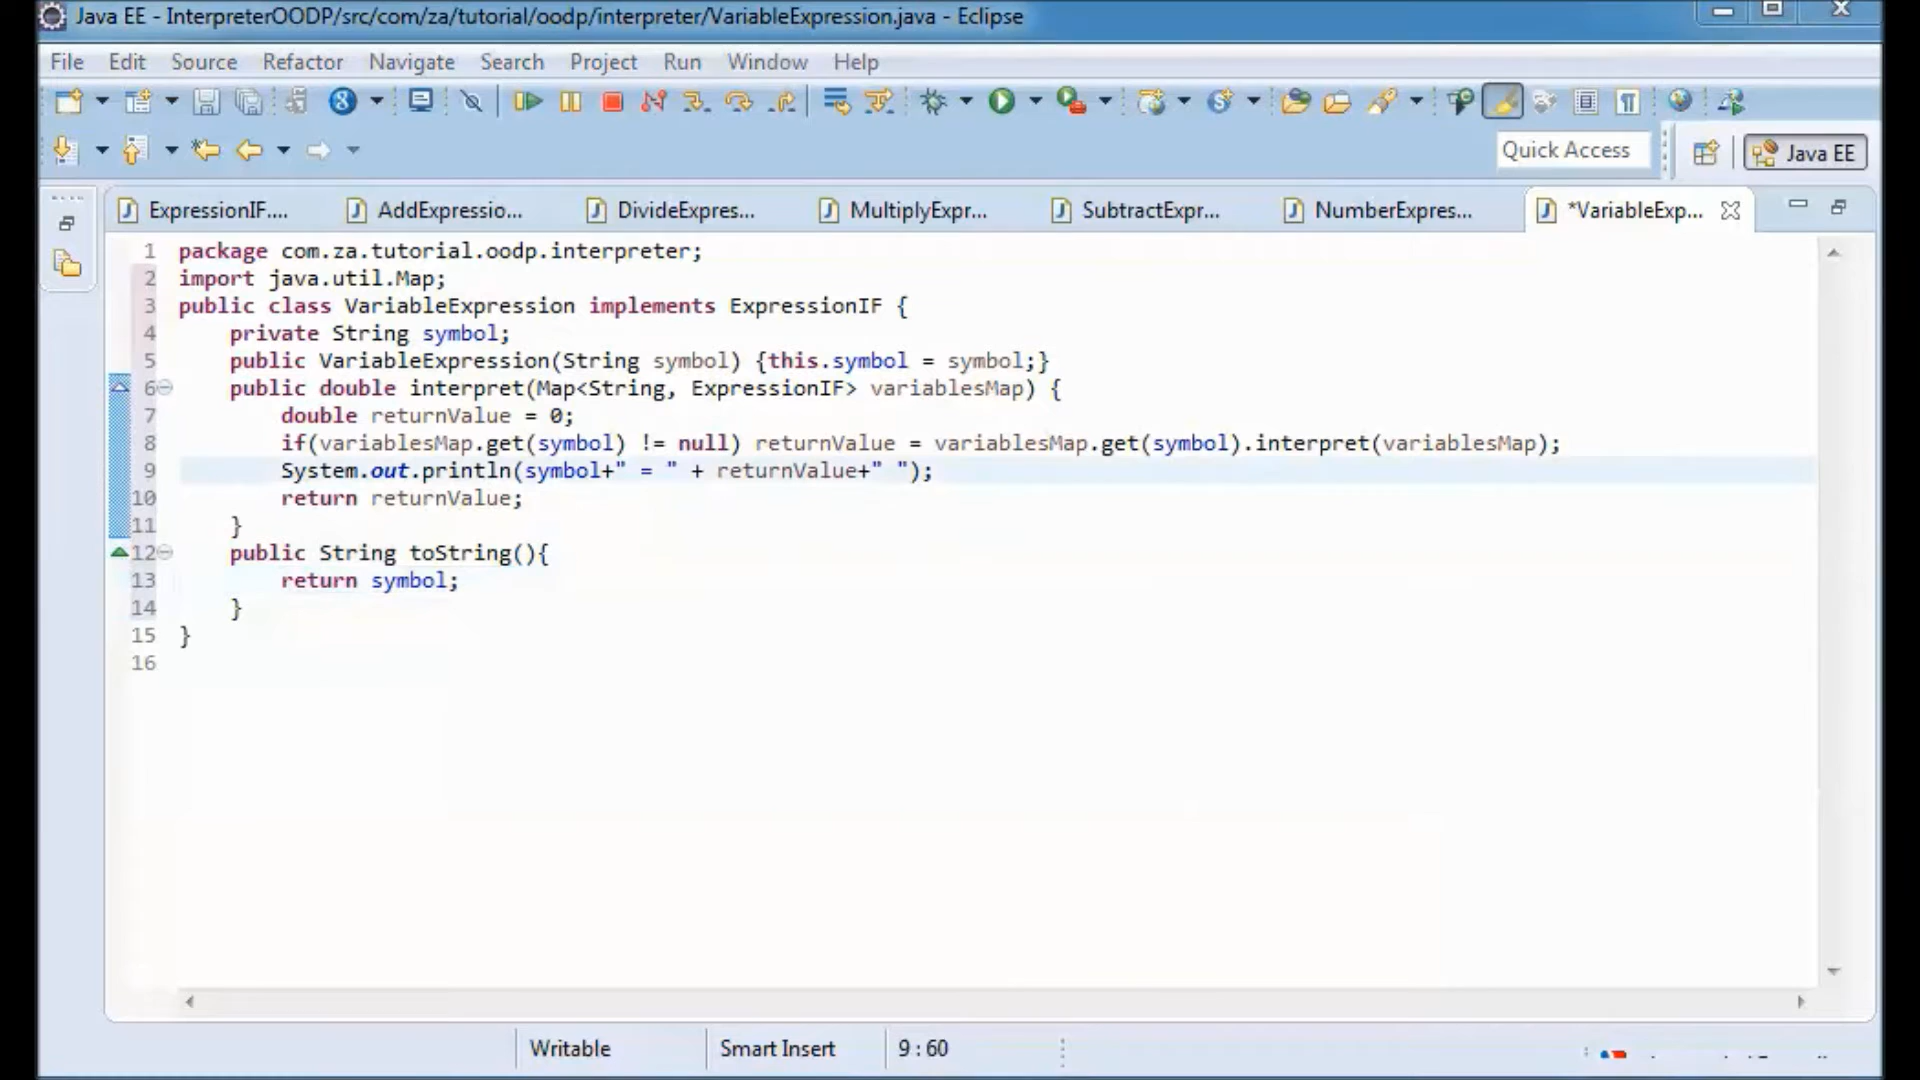 Java EE - InterpreterOODP/src/com/za/tutorial/oodp/interpreter/VariableExpression.java - Eclipse
File Edit Source Refactor Navigate Search Project Run Window Help
Quick Access
Java EE
ExpressionIF.... AddExpressio... DivideExpres... MultiplyExpr... SubtractExpr... NumberExpres... *VariableExp...
1 package com.za.tutorial.oodp.interpreter;
2 import java.util.Map;
3 public class VariableExpression implements ExpressionIF {
4 private String symbol;
5 public VariableExpression(String symbol) {this.symbol = symbol;}
6 public double interpret(Map<String, ExpressionIF> variablesMap) {
7 double returnValue = 0;
8 if(variablesMap.get(symbol) != null) returnValue = variablesMap.get(symbol).interpret(variablesMap);
9 System.out.println(symbol+" = " + returnValue+" ");
10 return returnValue;
11 }
12 public String toString(){
13 return symbol;
14 }
15 }
16
Writable Smart Insert 9 : 60